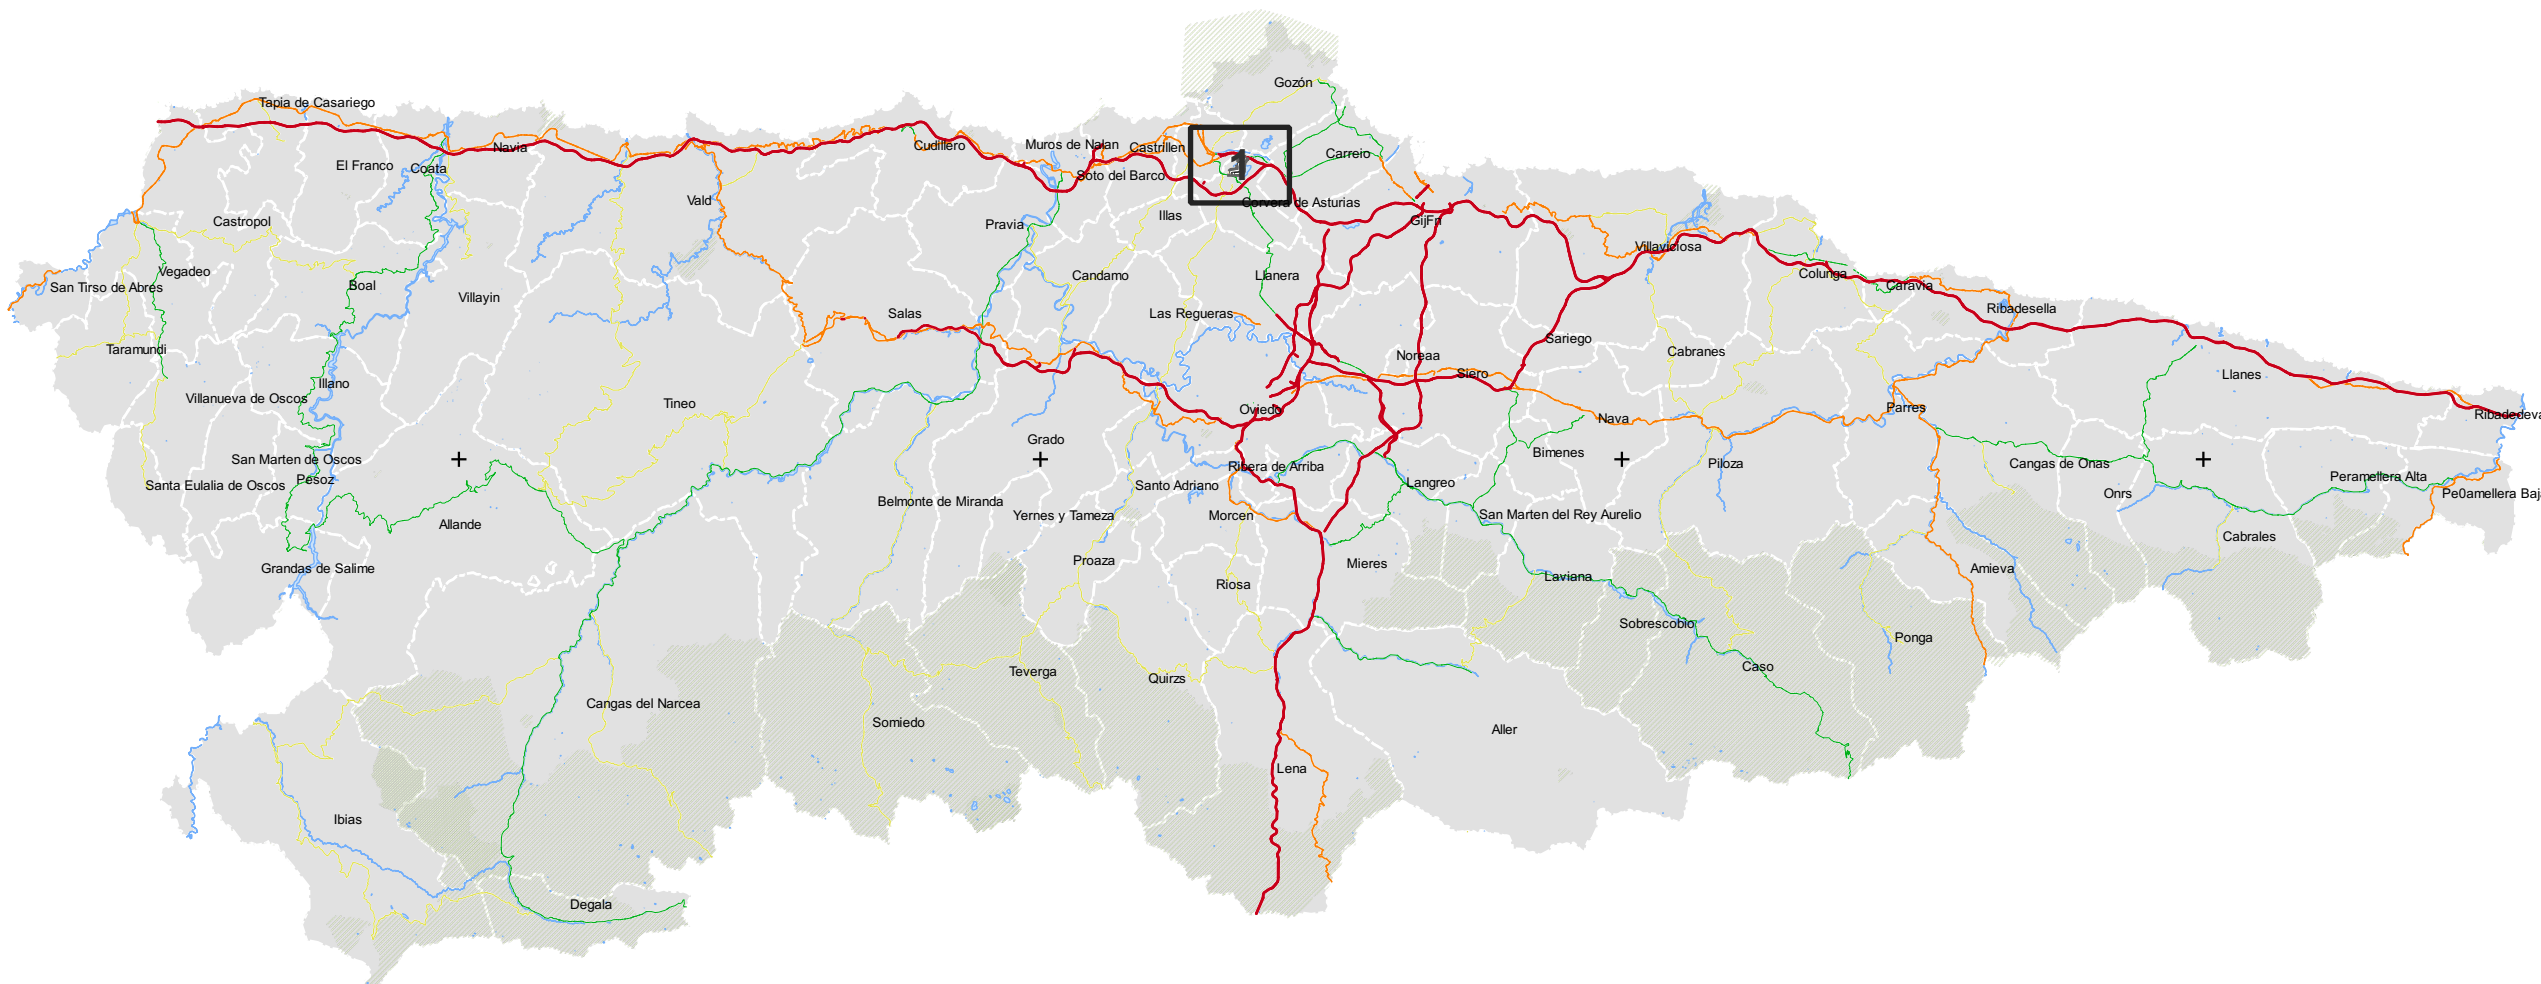 Gozón
Tapia de Casariego
Navia
Cudillero
Muros de Nalan
Castrillen
1
Carreio
El Franco
Coata
Soto del Barco
Vald
Corvera de Asturias
Castropol
Pravia
Illas
GijFn
Villaviciosa
Vegadeo
San Tirso de Abres
Boal
Villayin
Candamo
Llanera
Colunga
Caravia
Salas
Las Regueras
Ribadesella
Taramundi
Noreaa
Sariego
Cabranes
Illano
Siero
Llanes
Villanueva de Oscos
Tineo
Oviedo
Nava
Parres
Ribadedeva
Grado
San Marten de Oscos
Pesoz
Ribera de Arriba
Bimenes
Piloza
Cangas de Onas
Santa Eulalia de Oscos
Santo Adriano
Langreo
Peramellera Alta
Onrs
Pe0amellera Baj
Belmonte de Miranda
Yernes y Tameza
Morcen
San Marten del Rey Aurelio
Allande
Cabrales
Grandas de Salime
Proaza
Mieres
Amieva
Riosa
Laviana
Sobrescobio
Ponga
Teverga
Quirzs
Caso
Cangas del Narcea
Somiedo
Aller
Lena
Ibias
Degala